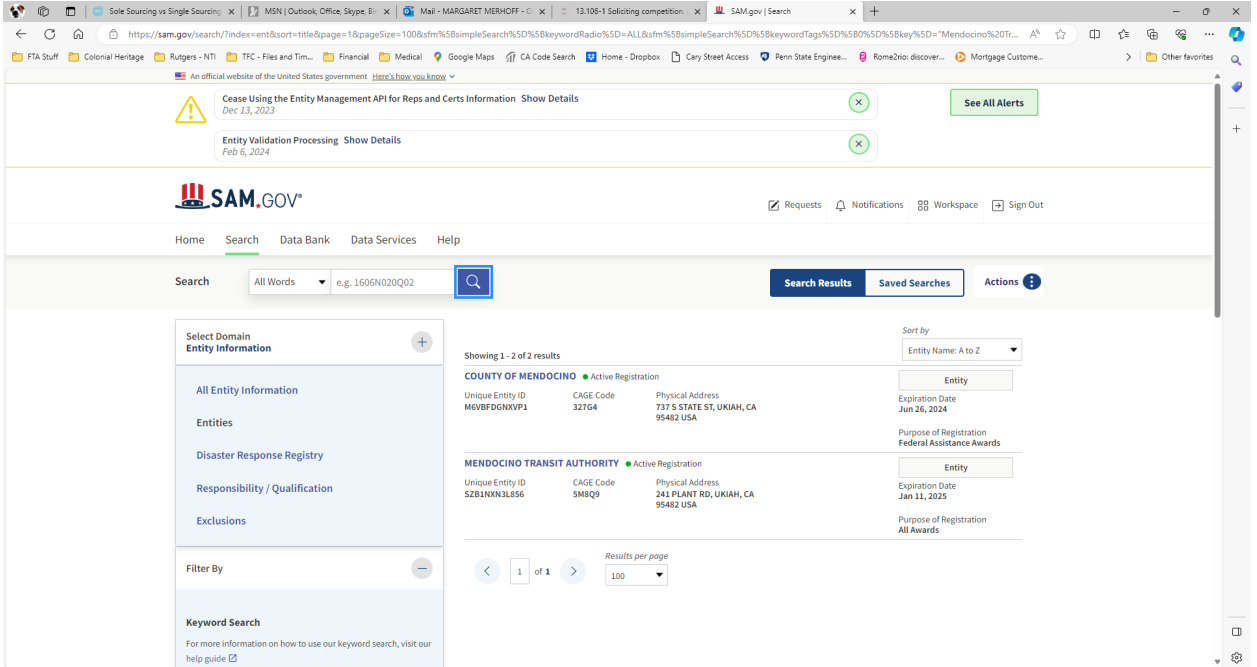 Sole Sourcing vs Single Sourcing
MSN | Outlook, Office, Skype, Bin
Mail - MARGARET MERHOFF - O
13.106-1 Soliciting competition.
SAM.gov | Search
https://sam.gov/search/?index=ent&sort=title&page=1&pageSize=100&sfm%5BsimpleSearch%5D%5BkeywordRadio%5D=ALL&sfm%5BsimpleSearch%5D%5BkeywordTags%5D%5B0%5D%5Bkey%5D="Mendocino%20Tr...
FTA Stuff Colonial Heritage Rutgers - NTI TFC - Files and Tim... Financial Medical Google Maps CA Code Search Home - Dropbox Cary Street Access Penn State Enginee... Rome2rio: discover... Mortgage Custome... Other favorites
An official website of the United States government Here's how you know
Cease Using the Entity Management API for Reps and Certs Information Show Details
Dec 13, 2023
See All Alerts
Entity Validation Processing Show Details
Feb 6, 2024
SAM.GOV®
Requests Notifications Workspace Sign Out
Home Search Data Bank Data Services Help
Search All Words e.g. 1606N020Q02 Search Results Saved Searches Actions
Select Domain
Entity Information
All Entity Information
Entities
Disaster Response Registry
Responsibility / Qualification
Exclusions
Filter By
Keyword Search
For more information on how to use our keyword search, visit our
help guide
Sort by
Entity Name: A to Z
Showing 1 - 2 of 2 results
COUNTY OF MENDOCINO Active Registration
Unique Entity ID
M6VBFDGNXVP1
CAGE Code
327G4
Physical Address
737 S STATE ST, UKIAH, CA
95482 USA
Entity
Expiration Date
Jun 26, 2024
Purpose of Registration
Federal Assistance Awards
MENDOCINO TRANSIT AUTHORITY Active Registration
Unique Entity ID
SZB1NXN3L856
CAGE Code
5M8Q9
Physical Address
241 PLANT RD, UKIAH, CA
95482 USA
Entity
Expiration Date
Jan 11, 2025
Purpose of Registration
All Awards
1 of 1
Results per page
100